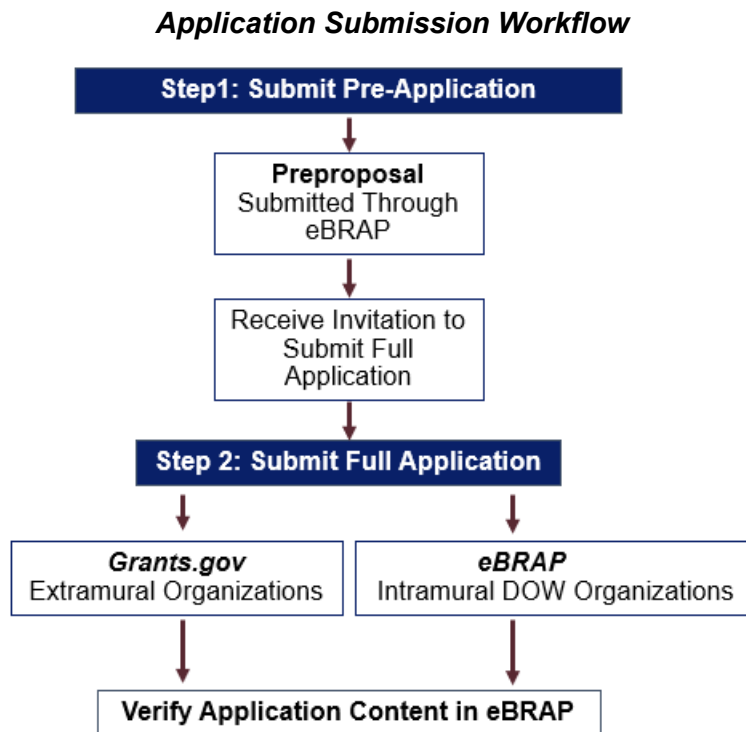 Application Submission Workflow
Step1: Submit Pre-Application
Preproposal
Submitted Through
eBRAP
Receive Invitation to
Submit Full
Application
Step 2: Submit Full Application
Grants.gov
Extramural Organizations
eBRAP
Intramural DOW Organizations
Verify Application Content in eBRAP